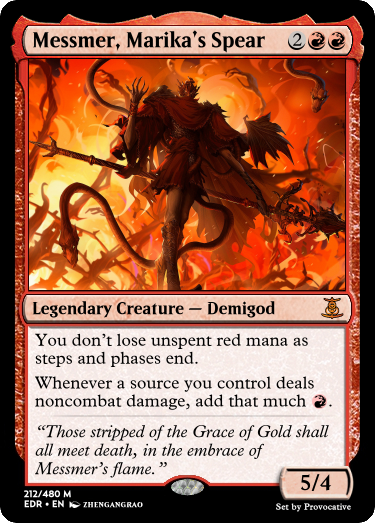 Messmer, Marika's Spear 2
Legendary Creature — Demigod
You don't lose unspent red mana as
steps and phases end.
Whenever a source you control deals
noncombat damage, add that much .
"Those stripped of the Grace of Gold shall
all meet death, in the embrace of
Messmer's flame."
5/4
212/480 M
EDR • EN ZHENGANGRAO
Set by Provocative